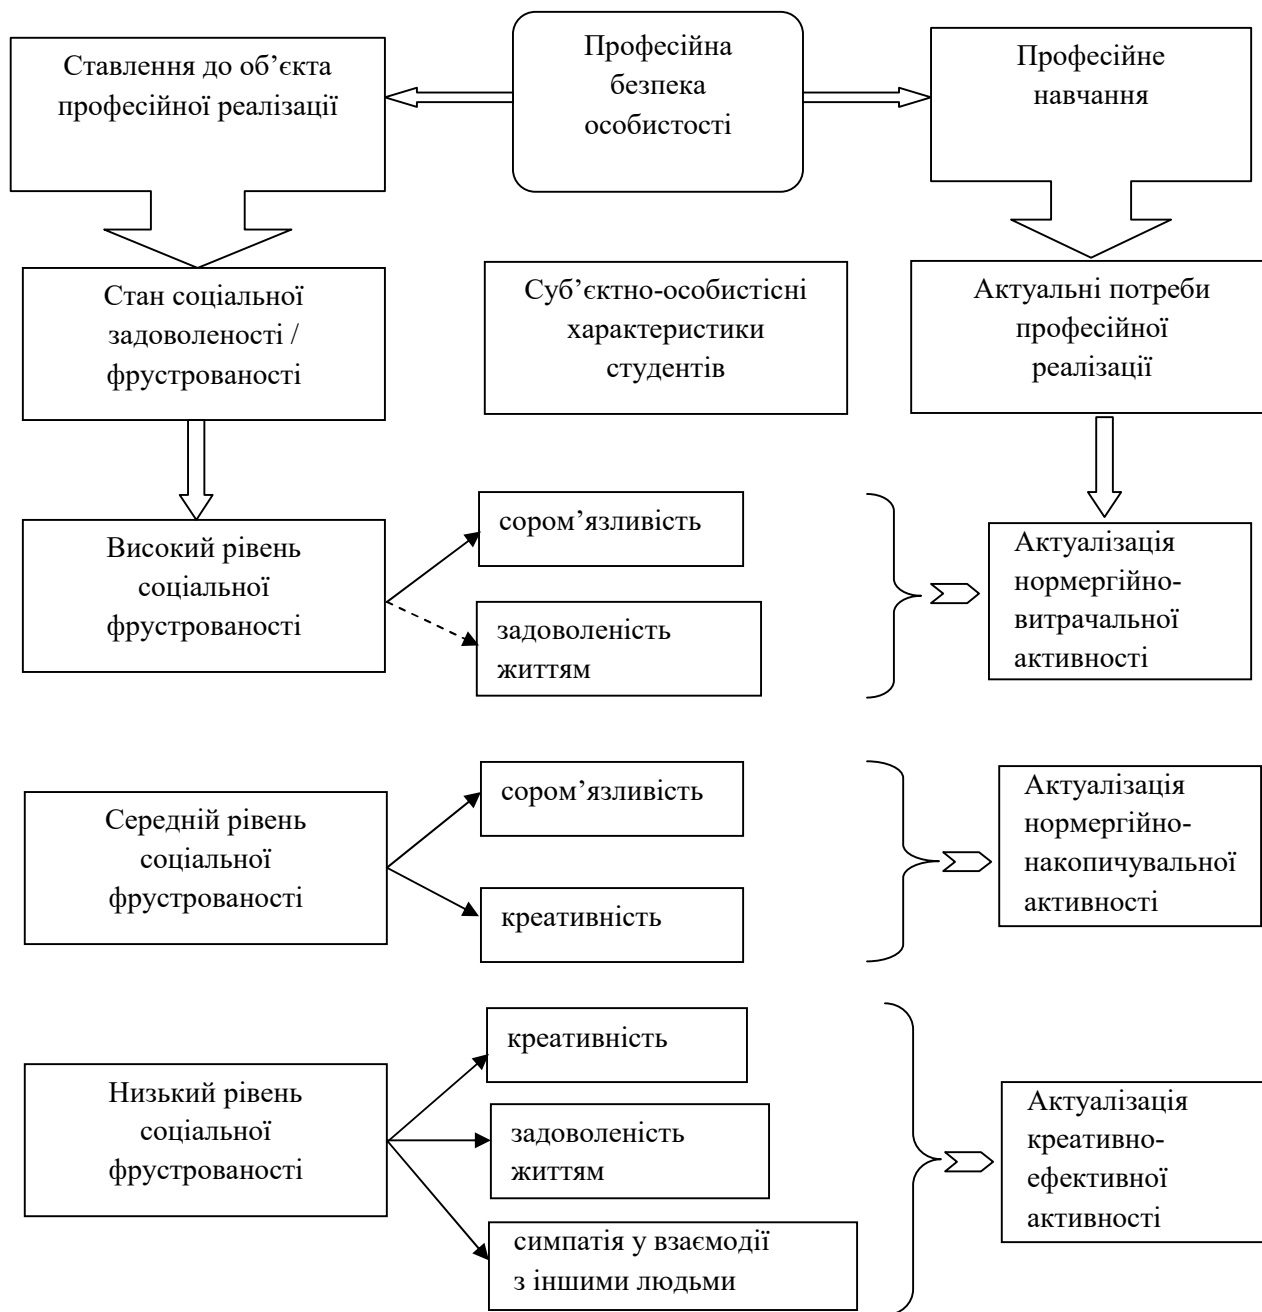 Ставлення до об’єкта
професійної реалізації
Професійна
безпека
особистості
Професійне
навчання
Стан соціальної
задоволеності /
фрустрованості
Суб’єктно-особистісні
характеристики
студентів
Актуальні потреби
професійної
реалізації
Високий рівень
соціальної
фрустрованості
сором’язливість
задоволеність
життям
Актуалізація
нормергійно-
витрачальної
активності
Середній рівень
соціальної
фрустрованості
сором’язливість
креативність
Актуалізація
нормергійно-
накопичувальної
активності
Низький рівень
соціальної
фрустрованості
креативність
задоволеність
життям
симпатія у взаємодії
з іншими людьми
Актуалізація
креативно-
ефективної
активності